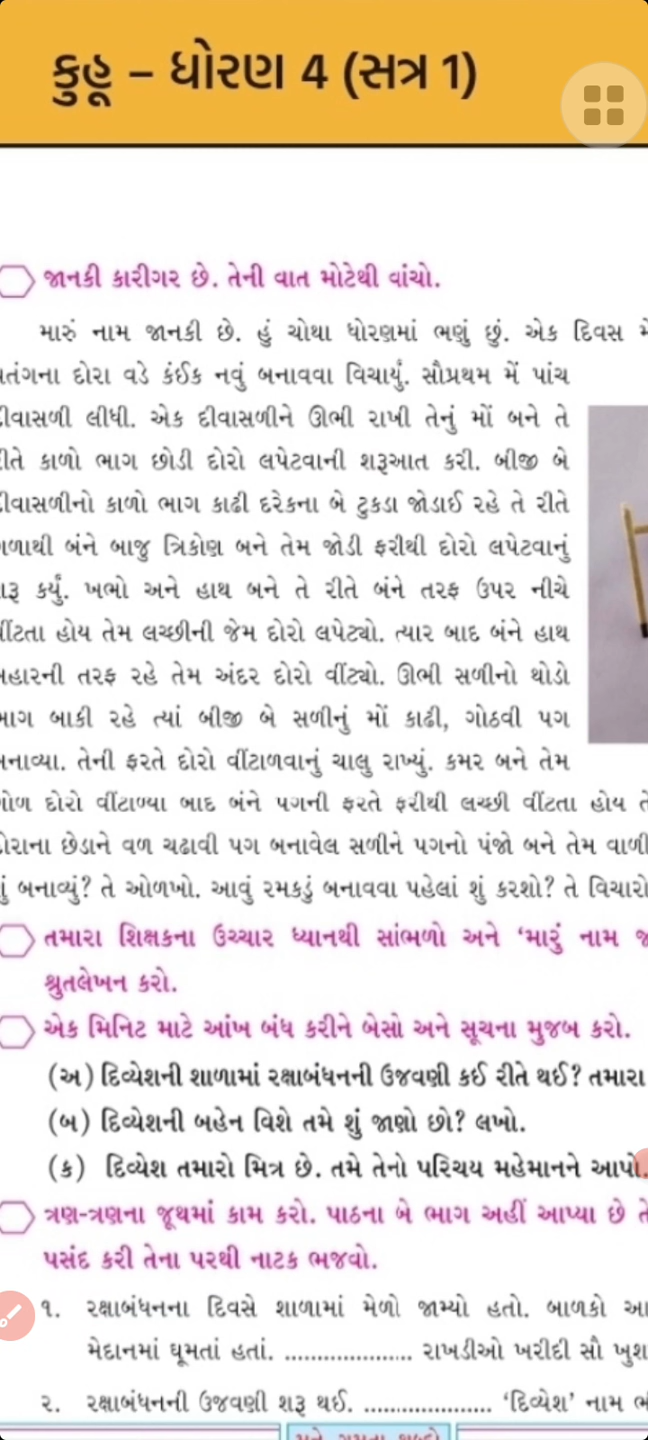 કુહૂ – ધોરણ 4 (સત્ર 1)
જાનકી કારીગર છે. તેની વાત મોટેથી વાંચો.
મારું નામ જાનકી છે. હું ચોથા ધોરણમાં ભણું છું. એક દિવસ
દોરા વડે કંઈક નવું બનાવવા વિચાર્યું. સૌપ્રથમ મેં પાંચ
લીધી. એક દીવાસળીને ઊભી રાખી તેનું મોં બને તે
કાળો ભાગ છોડી દોરો લપેટવાની શરૂઆત કરી. બીજી બે
કાળો ભાગ કાઢી દરેકના બે ટુકડા જોડાઈ રહે તે રીતે
બંને બાજુ ત્રિકોણ બને તેમ જોડી ફરીથી દોરો લપેટવાનું
કર્યું. ખભો અને હાથ બને તે રીતે બંને તરફ ઉપર નીચે
હોય તેમ લચ્છીની જેમ દોરો લપેટ્યો. ત્યાર બાદ બંને હાથ
તરફ રહે તેમ અંદર દોરો વીંટ્યો. ઊભી સળીનો થોડો
બાકી રહે ત્યાં બીજી બે સળીનું મોં કાઢી, ગોઠવી પગ
તેની ફરતે દોરો વીંટાળવાનું ચાલુ રાખ્યું. કમર બને તેમ
દોરો વીંટાળ્યા બાદ બંને પગની ફરતે ફરીથી લચ્છી વીંટતા હોય
છેડાને વળ ચઢાવી પગ બનાવેલ સળીને પગનો પંજો બને તેમ વાળી
બનાવ્યું? તે ઓળખો. આવું રમકડું બનાવવા પહેલાં શું કરશો? તે વિચારો
તમારા શિક્ષકના ઉચ્ચાર ધ્યાનથી સાંભળો અને ‘મારું નામ
શ્રુતલેખન કરો.
એક મિનિટ માટે આંખ બંધ કરીને બેસો અને સૂચના મુજબ કરો.
(અ) દિવ્યેશની શાળામાં રક્ષાબંધનની ઉજવણી કઈ રીતે થઈ? તમારા
(બ) દિવ્યેશની બહેન વિશે તમે શું જાણો છો? લખો.
(ક) દિવ્યેશ તમારો મિત્ર છે. તમે તેનો પરિચય મહેમાનને આપો.
ત્રણ-ત્રણના જૂથમાં કામ કરો. પાઠના બે ભાગ અહીં આપ્યા છે
પસંદ કરી તેના પરથી નાટક ભજવો.
૧. રક્ષાબંધનના દિવસે શાળામાં મેળો જામ્યો હતો. બાળકો
મેદાનમાં ઘૂમતાં હતાં. .................... રાખડીઓ ખરીદી સૌ
૨. રક્ષાબંધનની ઉજવણી શરૂ થઈ. .................... ‘દિવ્યેશ’ નામ